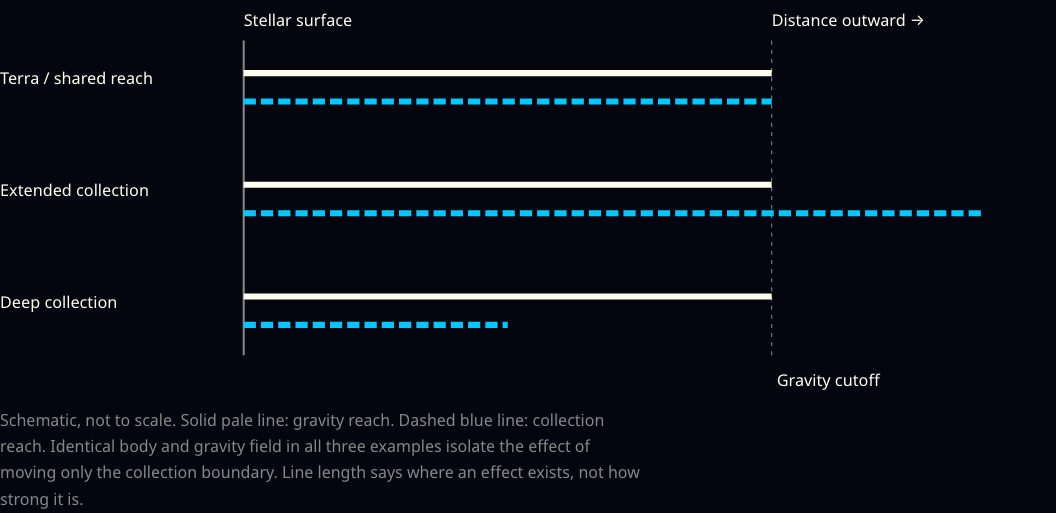 Stellar surface
Distance outward →
Terra / shared reach
Extended collection
Deep collection
Gravity cutoff
Schematic, not to scale. Solid pale line: gravity reach. Dashed blue line: collection
reach. Identical body and gravity field in all three examples isolate the effect of
moving only the collection boundary. Line length says where an effect exists, not how
strong it is.